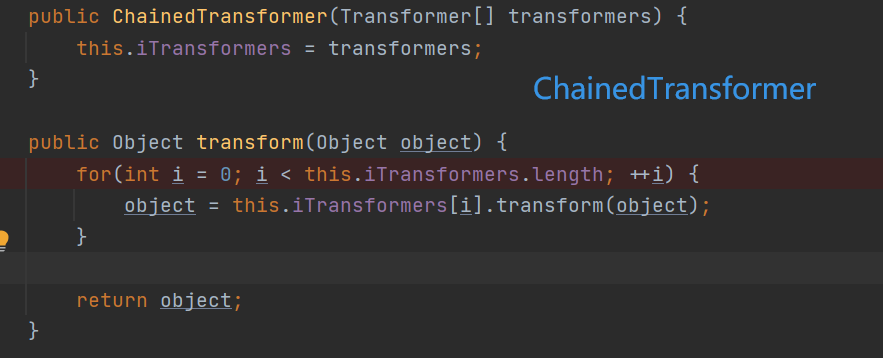 public ChainedTransformer(Transformer[] transformers) {
this.iTransformers = transformers;
}
ChainedTransformer
public Object transform(Object object) {
for(int i = 0; i < this.iTransformers.length; ++i) {
object = this.iTransformers[i].transform(object);
}
return object;
}